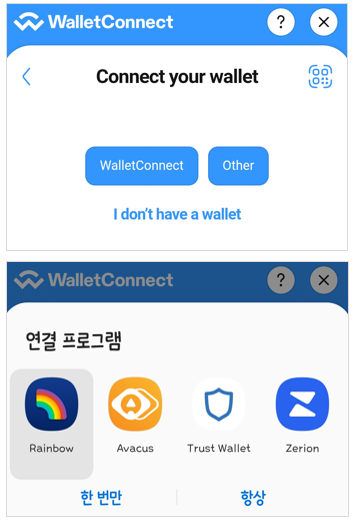 WalletConnect
?
Connect your wallet
WalletConnect Other
I don't have a wallet
WalletConnect
?
연결 프로그램
Rainbow Avacus Trust Wallet Zerion
한 번만 항상